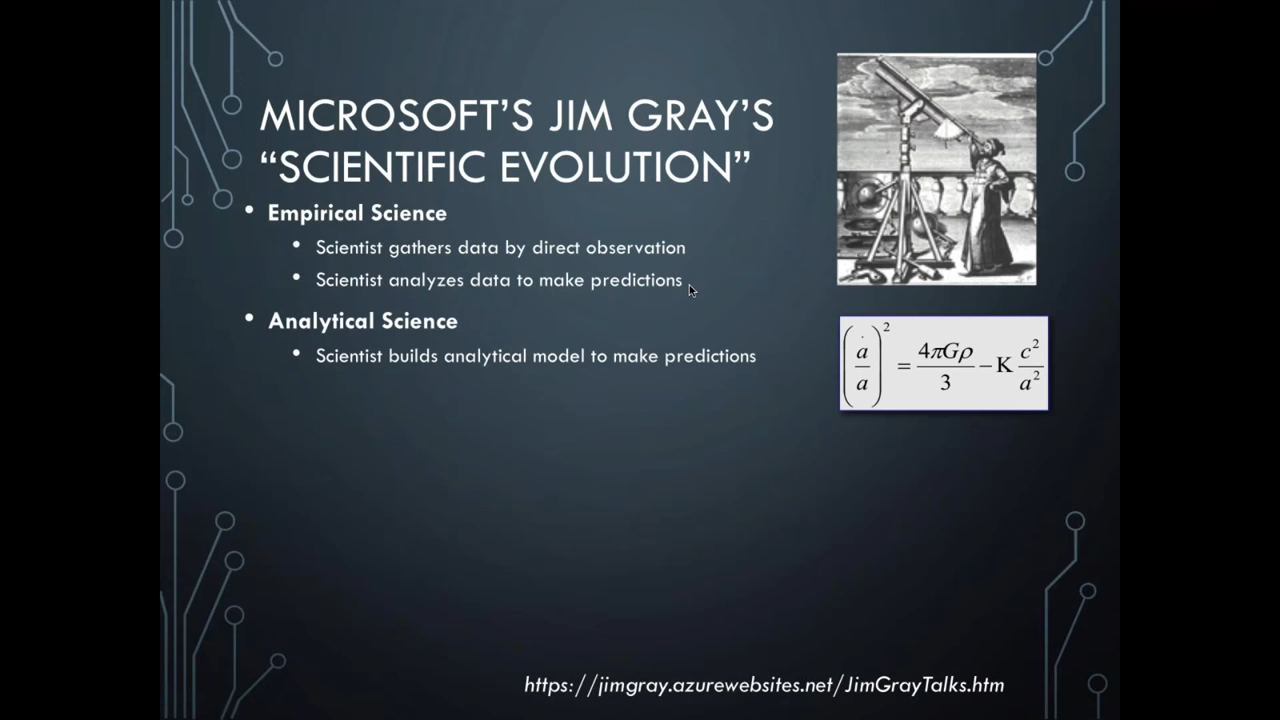 MICROSOFT’S JIM GRAY’S
“SCIENTIFIC EVOLUTION”
• Empirical Science
• Scientist gathers data by direct observation
• Scientist analyzes data to make predictions
• Analytical Science
• Scientist builds analytical model to make predictions
(ȧ/a)² = 4πGρ/3 − K c²/a²
https://jimgray.azurewebsites.net/JimGrayTalks.htm